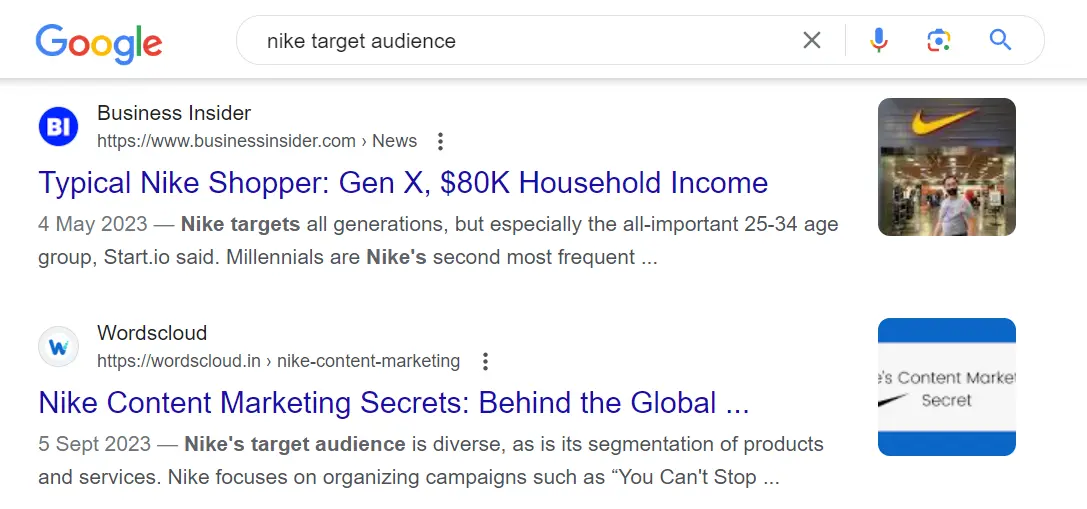 Google
nike target audience
BI
Business Insider
https://www.businessinsider.com › News
Typical Nike Shopper: Gen X, $80K Household Income
4 May 2023 — Nike targets all generations, but especially the all-important 25-34 age
group, Start.io said. Millennials are Nike's second most frequent ...
W
Wordscloud
https://wordscloud.in › nike-content-marketing
Nike Content Marketing Secrets: Behind the Global ...
5 Sept 2023 — Nike's target audience is diverse, as is its segmentation of products
and services. Nike focuses on organizing campaigns such as “You Can't Stop ...
e's Content Market
Secret